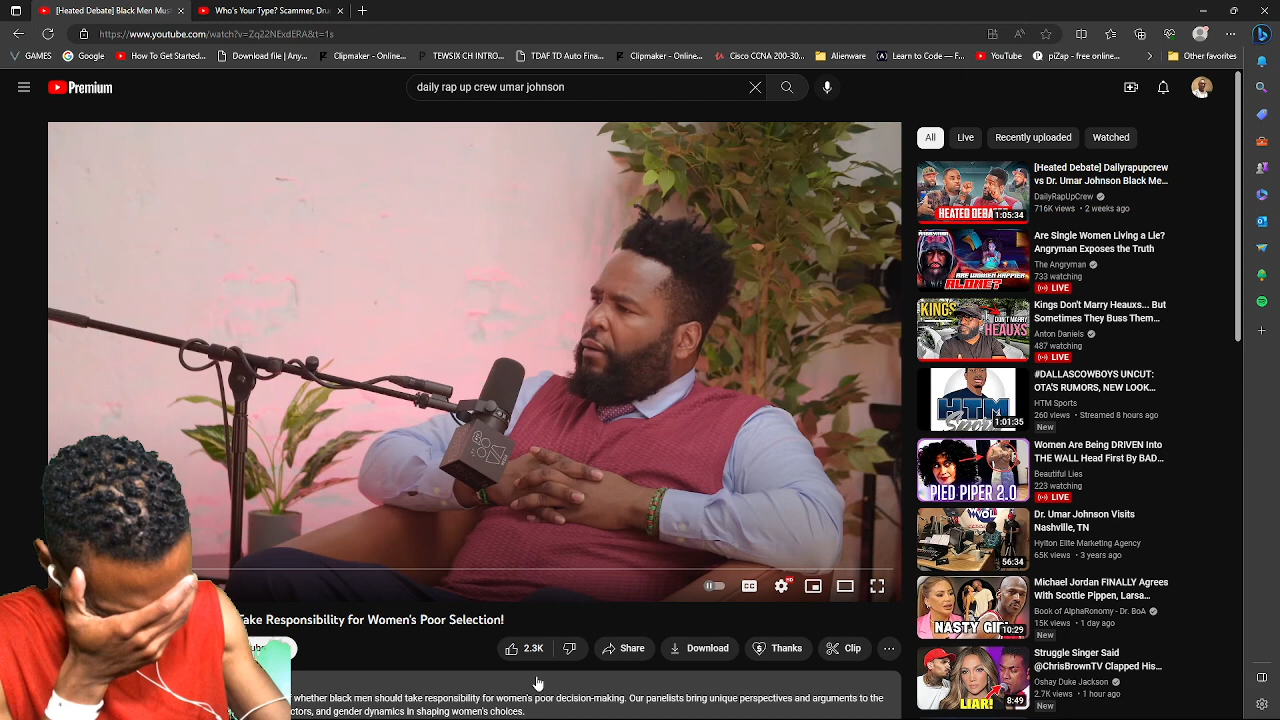 [Heated Debate] Black Men Mus
Who's Your Type? Scammer, Dru
https://www.youtube.com/watch?v=Zq22NExdERA&t=1s
GAMES
Google
How To Get Started...
Download file | Any...
Clipmaker - Online...
TEMSIX CH INTRO T...
TDAF TD Auto Fina...
Clipmaker - Online...
Cisco CCNA 200-30...
Alienware
Learn to Code — F...
YouTube
piZap - free online...
Other favorites
Premium
daily rap up crew umar johnson
All
Live
Recently uploaded
Watched
HEATED DEBA
1:05:34
[Heated Debate] Dailyrapupcrew
vs Dr. Umar Johnson Black Me...
DailyRapUpCrew
716K views • 2 weeks ago
ANGRYMAN
ARE WOMEN HAPPIER
ALONE?
Are Single Women Living a Lie?
Angryman Exposes the Truth
The Angryman
733 watching
LIVE
KINGS
DON'T MARRY
HEAUXS
Kings Don't Marry Heauxs... But
Sometimes They Buss Them...
Anton Daniels
487 watching
LIVE
HTM
1:01:35
#DALLASCOWBOYS UNCUT:
OTA'S RUMORS, NEW LOOK...
HTM Sports
260 views • Streamed 8 hours ago
New
PIED PIPER 2.0
Women Are Being DRIVEN Into
THE WALL Head First By BAD...
Beautiful Lies
223 watching
LIVE
WVOL
56:34
Dr. Umar Johnson Visits
Nashville, TN
Hylton Elite Marketing Agency
65K views • 3 years ago
NASTY GI
10:29
Michael Jordan FINALLY Agrees
With Scottie Pippen, Larsa...
Book of AlphaRonomy - Dr. BoA
15K views • 1 day ago
New
LIAR!
8:49
Struggle Singer Said
@ChrisBrownTV Clapped His...
Oshay Duke Jackson
2.7K views • 1 hour ago
New
CC
HD
Take Responsibility for Women's Poor Selection!
2.3K
Share
Download
Thanks
Clip
whether black men should take responsibility for women's poor decision-making. Our panelists bring unique perspectives and arguments to the
ctors, and gender dynamics in shaping women's choices.